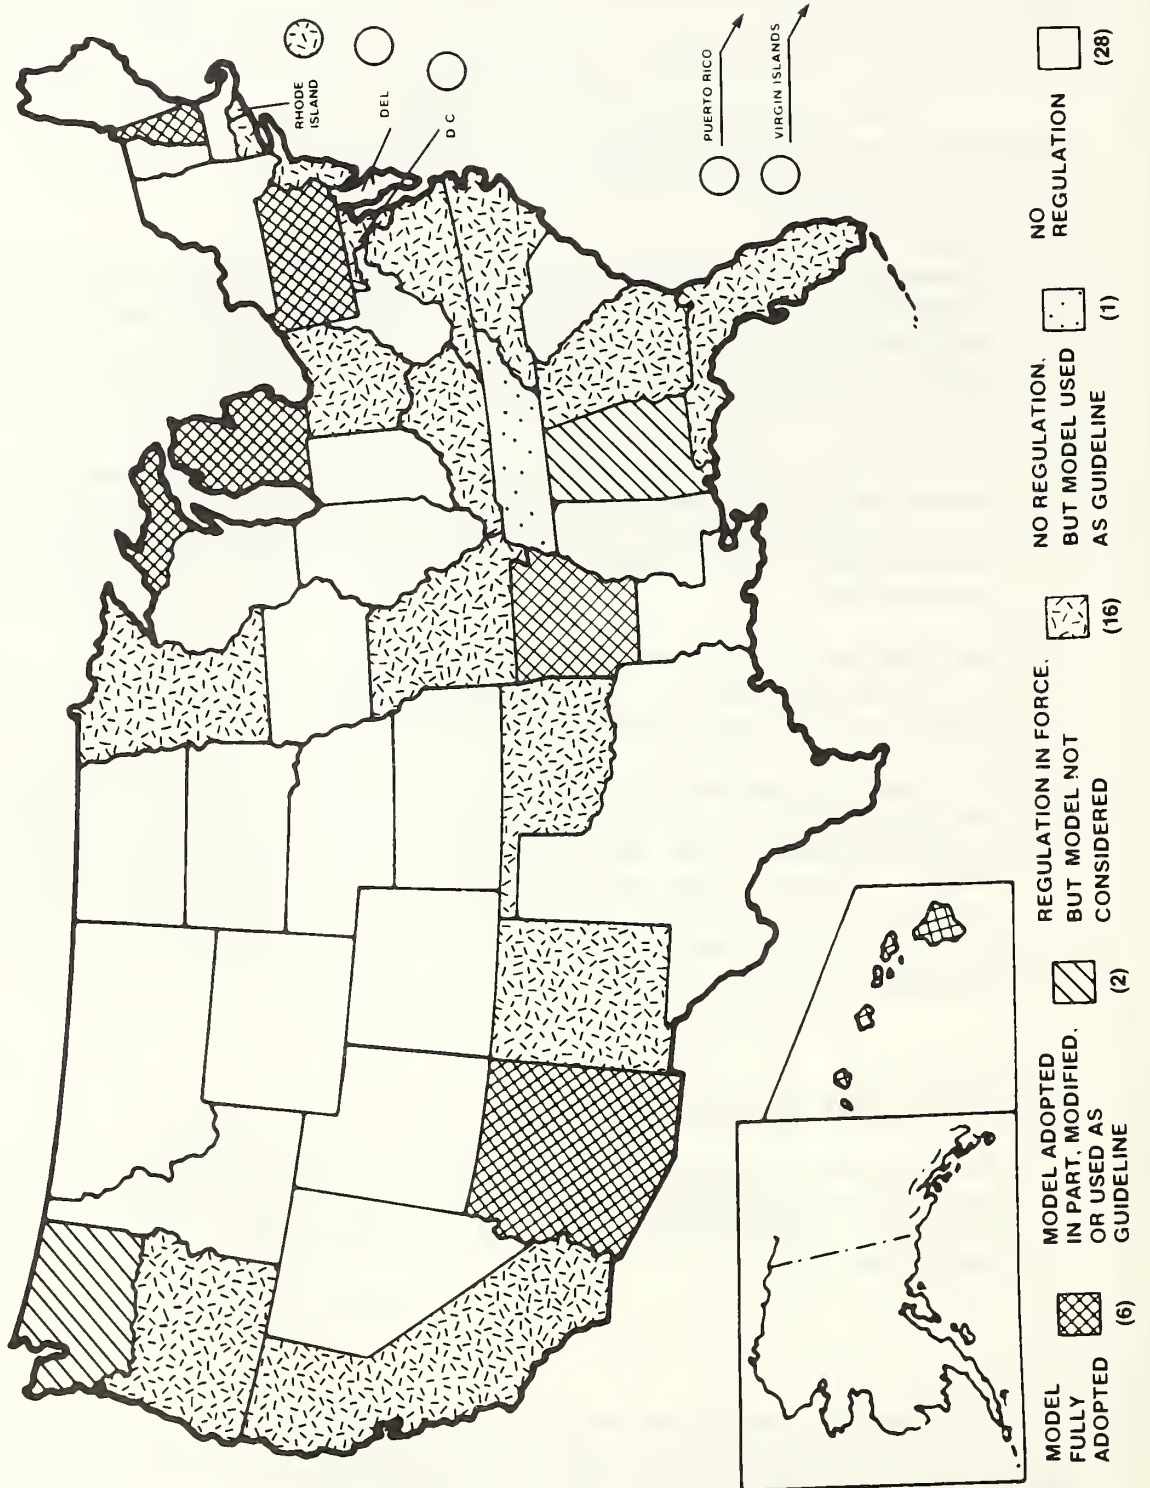 RHODE
ISLAND
DEL
D C
PUERTO RICO
VIRGIN ISLANDS
MODEL
FULLY
ADOPTED
(6)
MODEL ADOPTED
IN PART, MODIFIED.
OR USED AS
GUIDELINE
(2)
REGULATION IN FORCE.
BUT MODEL NOT
CONSIDERED
(16)
NO REGULATION.
BUT MODEL USED
AS GUIDELINE
(1)
NO
REGULATION
(28)